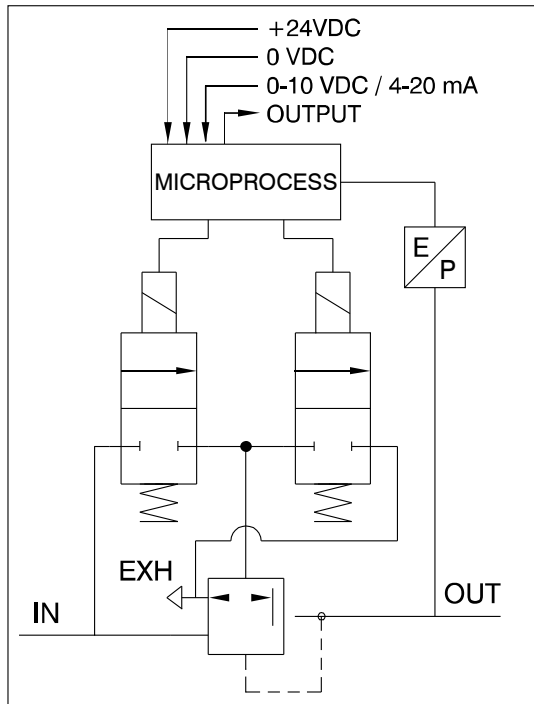 +24VDC
0 VDC
0-10 VDC / 4-20 mA
OUTPUT
MICROPROCESS
E
P
EXH
IN
OUT